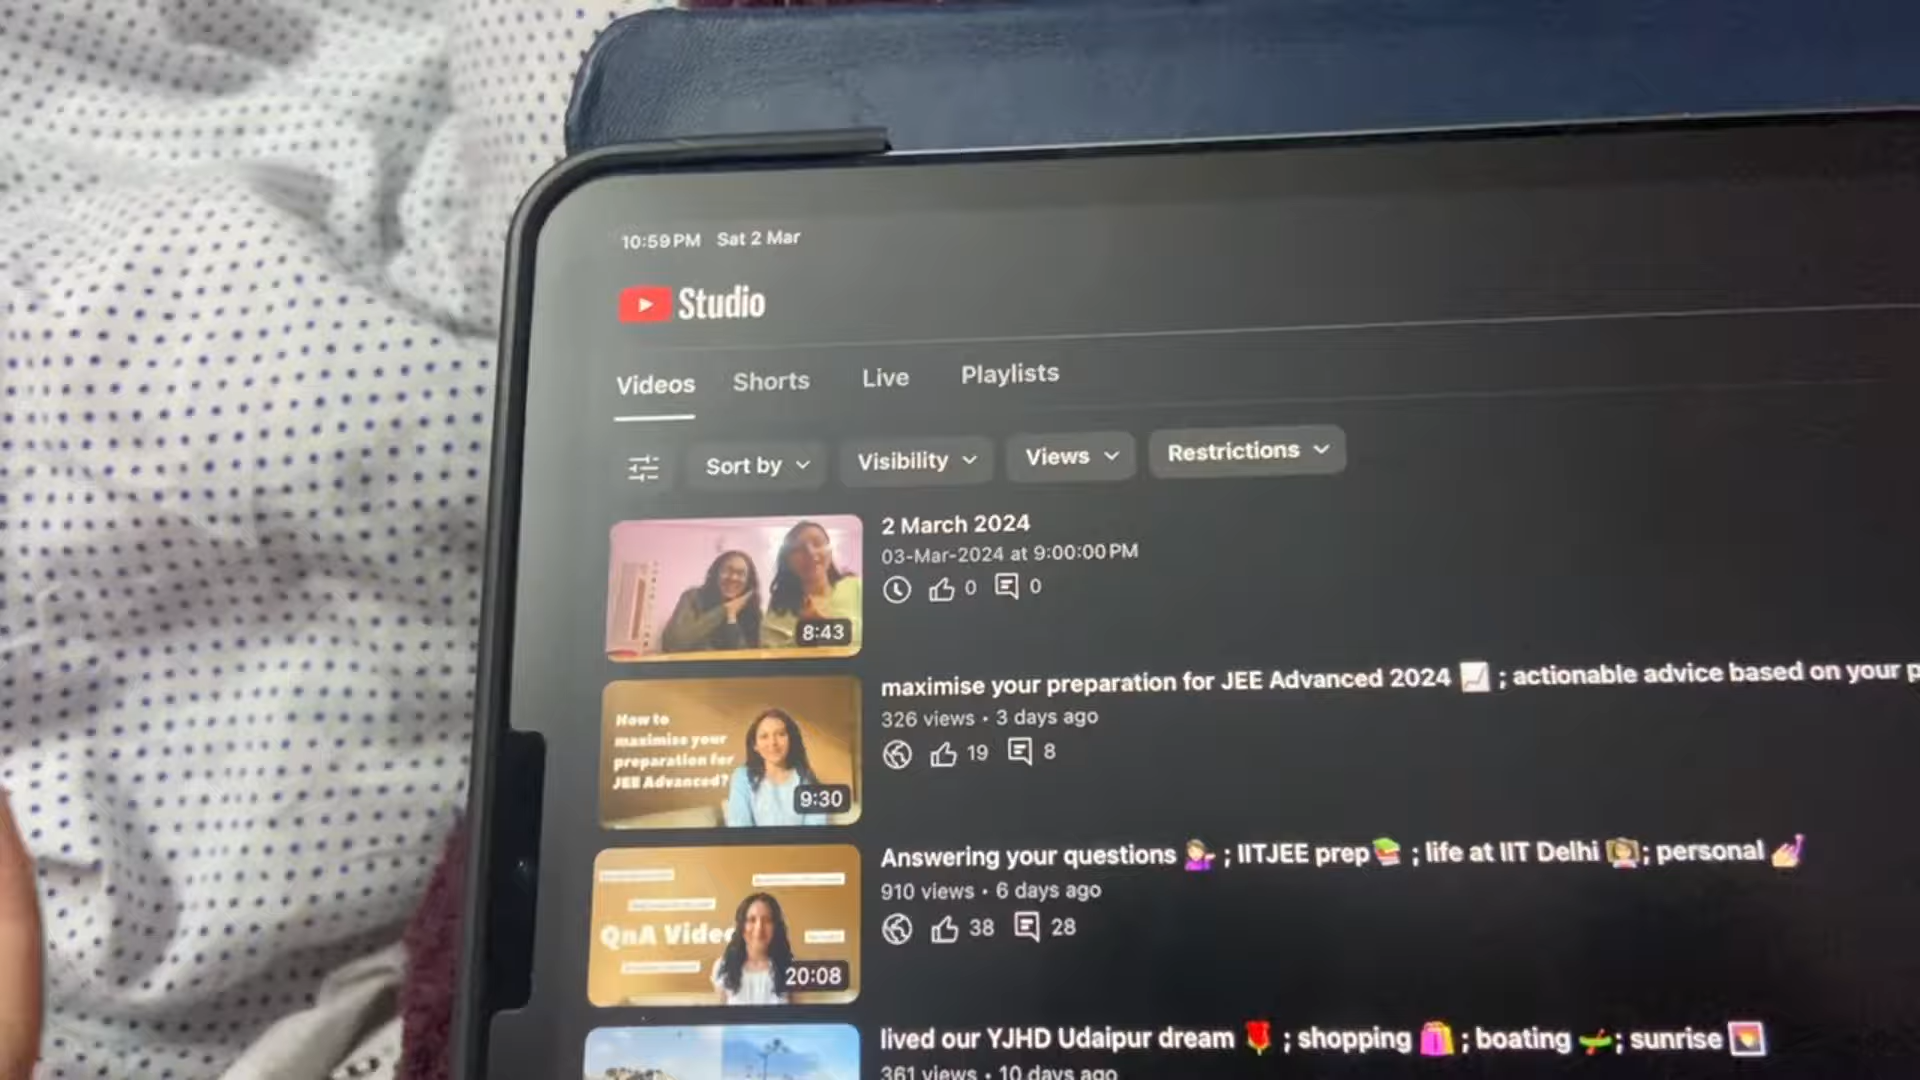 10:59 PM Sat 2 Mar
Studio
Videos Shorts Live Playlists
Sort by Visibility Views Restrictions
2 March 2024
03-Mar-2024 at 9:00:00 PM
0 0
8:43
maximise your preparation for JEE Advanced 2024 📈 ; actionable advice based on your p
326 views • 3 days ago
19 8
How to
maximise your
preparation for
JEE Advanced?
9:30
Answering your questions 💁🏻‍♀️ ; IITJEE prep📚 ; life at IIT Delhi 👩🏻‍🎓; personal 💅🏻
910 views • 6 days ago
38 28
QnA Video
20:08
lived our YJHD Udaipur dream 🌹 ; shopping 🛍️ ; boating 🚣; sunrise 🌅
361 views • 10 days ago